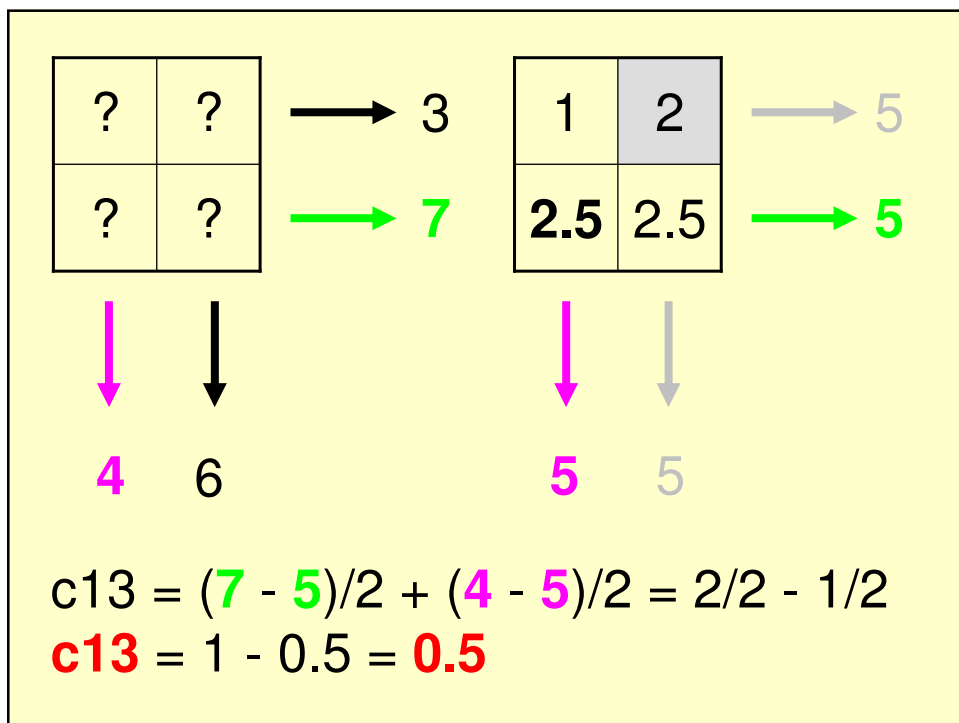 ? ? 3 1 2 5
? ? 7 2.5 2.5 5
4 6 5 5
c13 = (7 - 5)/2 + (4 - 5)/2 = 2/2 - 1/2
c13 = 1 - 0.5 = 0.5